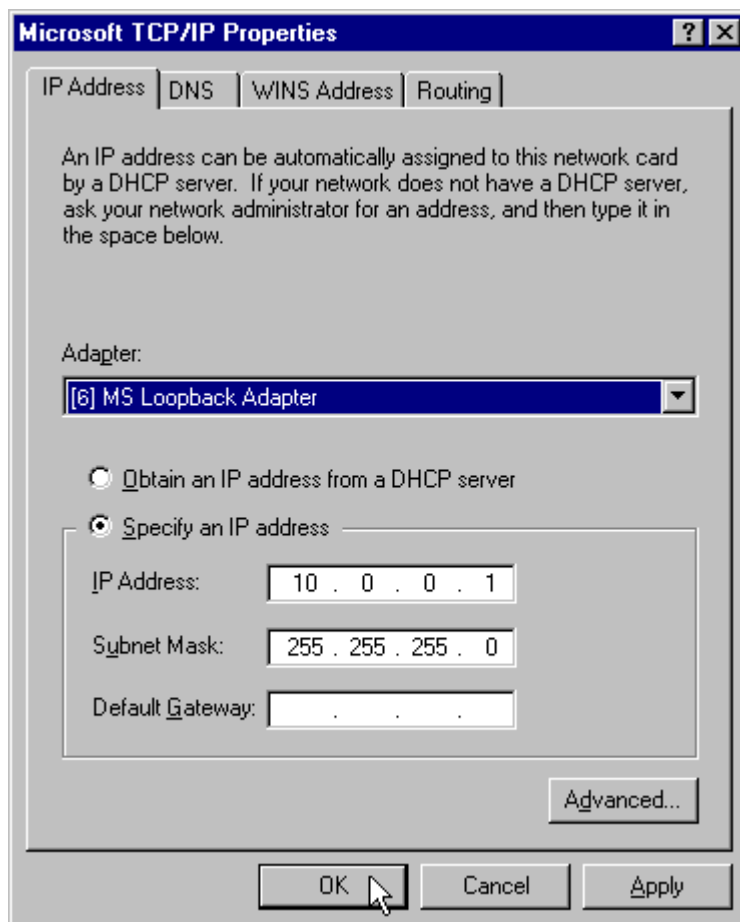 Microsoft TCP/IP Properties
IP Address DNS WINS Address Routing
An IP address can be automatically assigned to this network card
by a DHCP server. If your network does not have a DHCP server,
ask your network administrator for an address, and then type it in
the space below.
Adapter:
[6] MS Loopback Adapter
Obtain an IP address from a DHCP server
Specify an IP address
IP Address: 10 . 0 . 0 . 1
Subnet Mask: 255 . 255 . 255 . 0
Default Gateway: . . .
Advanced...
OK Cancel Apply